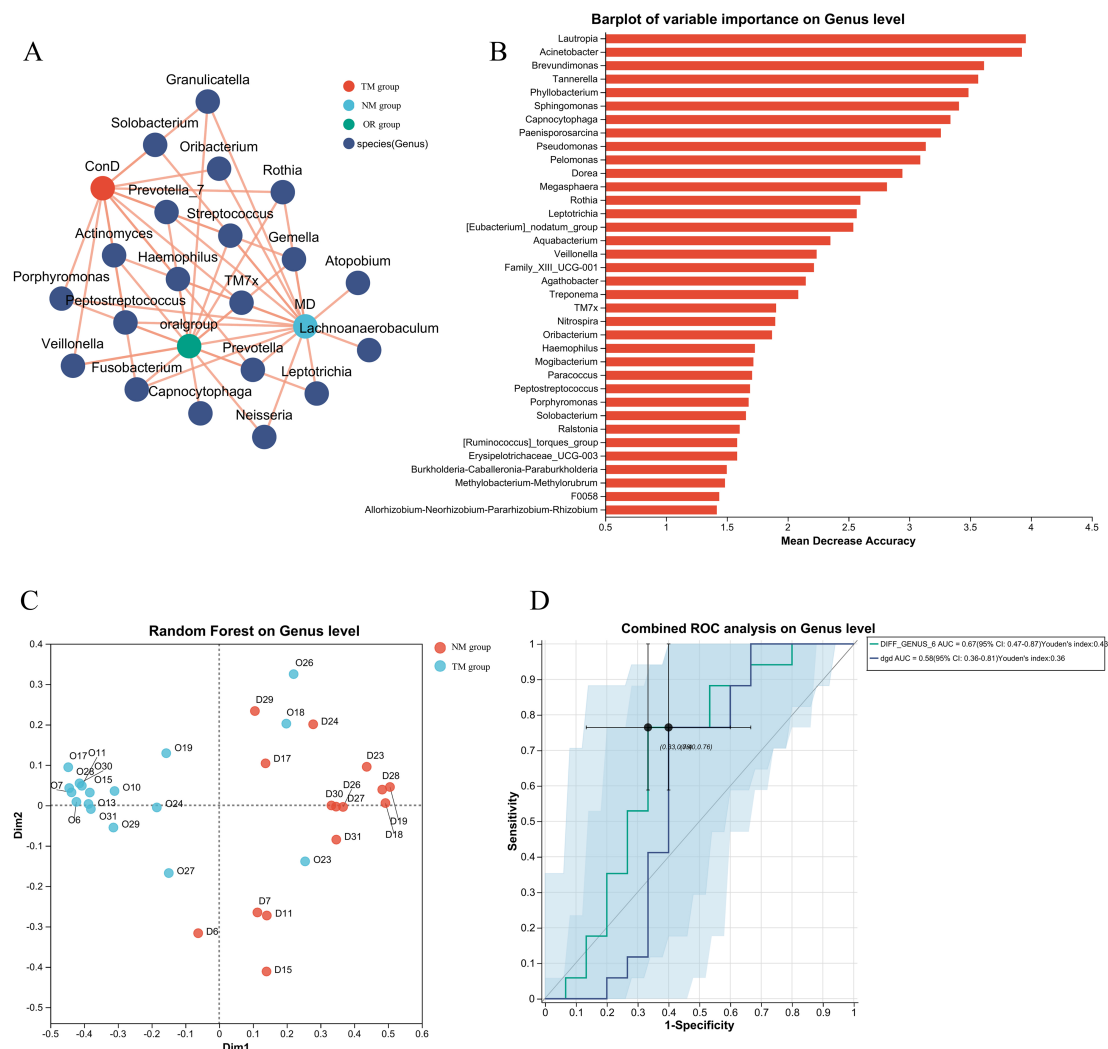 A
Granulicatella
Solobacterium
Oribacterium
ConD
Rothia
Prevotella_7
Streptococcus
Actinomyces
Gemella
Haemophilus
Atopobium
Porphyromonas
TM7x
Peptostreptococcus
MD
oralgroup
Lachnoanaerobaculum
Veillonella
Prevotella
Fusobacterium
Leptotrichia
Capnocytophaga
Neisseria
TM group
NM group
OR group
species(Genus)
B
Barplot of variable importance on Genus level
Lautropia
Acinetobacter
Brevundimonas
Tannerella
Phyllobacterium
Sphingomonas
Capnocytophaga
Paenisporosarcina
Pseudomonas
Pelomonas
Dorea
Megasphaera
Rothia
Leptotrichia
[Eubacterium]_nodatum_group
Aquabacterium
Veillonella
Family_XIII_UCG-001
Agathobacter
Treponema
TM7x
Nitrospira
Oribacterium
Haemophilus
Mogibacterium
Paracoccus
Peptostreptococcus
Porphyromonas
Solobacterium
Ralstonia
[Ruminococcus]_torques_group
Erysipelotrichaceae_UCG-003
Burkholderia-Caballeronia-Paraburkholderia
Methylobacterium-Methylorubrum
F0058
Allorhizobium-Neorhizobium-Pararhizobium-Rhizobium
0.5 1 1.5 2 2.5 3 3.5 4 4.5
Mean Decrease Accuracy
C
Random Forest on Genus level
NM group
TM group
0.4
0.3
0.2
0.1
0
-0.1
-0.2
-0.3
-0.4
-0.5
Dim2
O26
D29
O18
D24
O19
D17
O17
O11
O30
O28
O15
O7
O10
O13
O6
O31
O24
O29
O27
D23
D28
D26
D30
D27
D19
D18
D31
O23
D7
D11
D6
D15
-0.5 -0.4 -0.3 -0.2 -0.1 0 0.1 0.2 0.3 0.4 0.5 0.6
Dim1
D
Combined ROC analysis on Genus level
DIFF_GENUS_6 AUC = 0.67(95% CI: 0.47-0.87)Youden's index:0.43
dgd AUC = 0.58(95% CI: 0.36-0.81)Youden's index:0.36
1
0.9
0.8
0.7
0.6
0.5
0.4
0.3
0.2
0.1
0
Sensitivity
0 0.1 0.2 0.3 0.4 0.5 0.6 0.7 0.8 0.9 1
1-Specificity